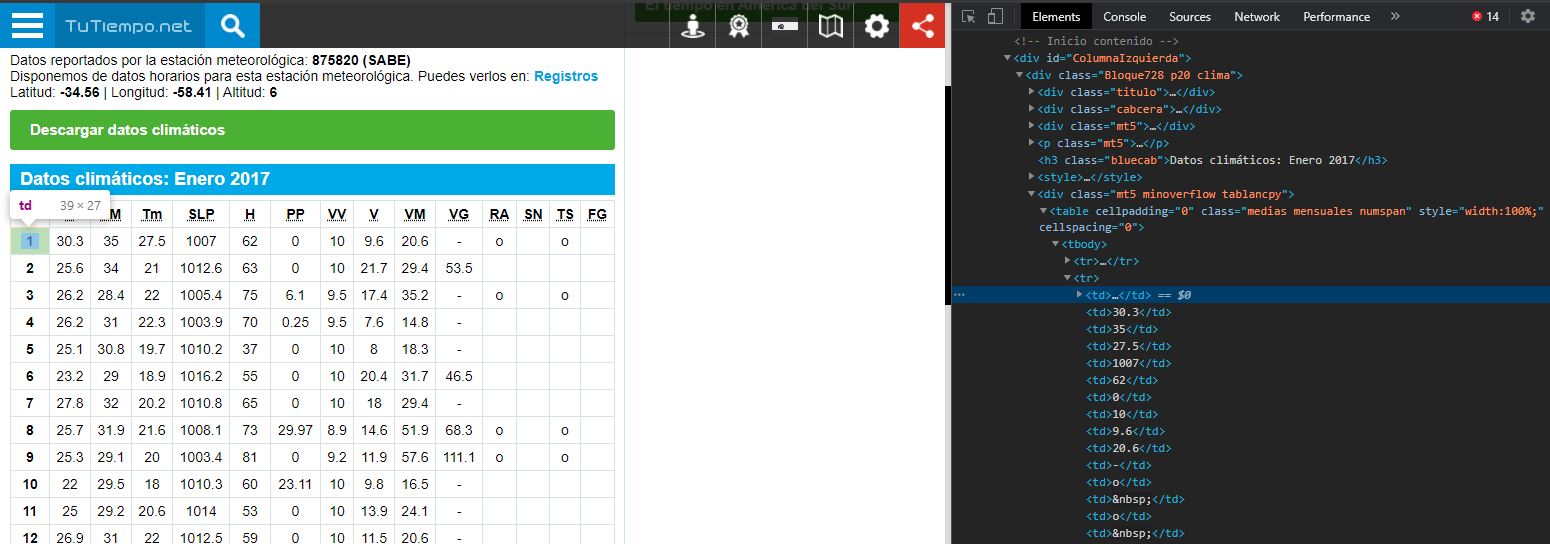 TuTiempo.net
El tiempo en América del Sur
Datos reportados por la estación meteorológica: 875820 (SABE)
Disponemos de datos horarios para esta estación meteorológica. Puedes verlos en: Registros
Latitud: -34.56 | Longitud: -58.41 | Altitud: 6
Descargar datos climáticos
Datos climáticos: Enero 2017
td 39 × 27
M Tm SLP H PP VV V VM VG RA SN TS FG
1 30.3 35 27.5 1007 62 0 10 9.6 20.6 - o o
2 25.6 34 21 1012.6 63 0 10 21.7 29.4 53.5
3 26.2 28.4 22 1005.4 75 6.1 9.5 17.4 35.2 - o o
4 26.2 31 22.3 1003.9 70 0.25 9.5 7.6 14.8 -
5 25.1 30.8 19.7 1010.2 37 0 10 8 18.3 -
6 23.2 29 18.9 1016.2 55 0 10 20.4 31.7 46.5
7 27.8 32 20.2 1010.8 65 0 10 18 29.4 -
8 25.7 31.9 21.6 1008.1 73 29.97 8.9 14.6 51.9 68.3 o o
9 25.3 29.1 20 1003.4 81 0 9.2 11.9 57.6 111.1 o o
10 22 29.5 18 1010.3 60 23.11 10 9.8 16.5 -
11 25 29.2 20.6 1014 53 0 10 13.9 24.1 -
12 26.9 31 22 1012.5 59 0 10 11.5 20.6 -
Elements Console Sources Network Performance » 14
<!-- Inicio contenido -->
<div id="ColumnaIzquierda">
<div class="Bloque728 p20 clima">
<div class="titulo">…</div>
<div class="cabcera">…</div>
<div class="mt5">…</div>
<p class="mt5">…</p>
<h3 class="bluecab">Datos climáticos: Enero 2017</h3>
<style>…</style>
<div class="mt5 minoverflow tablancpy">
<table cellpadding="0" class="medias mensuales numspan" style="width:100%;"
cellspacing="0">
<tbody>
<tr>…</tr>
<tr>
… <td>…</td> == $0
<td>30.3</td>
<td>35</td>
<td>27.5</td>
<td>1007</td>
<td>62</td>
<td>0</td>
<td>10</td>
<td>9.6</td>
<td>20.6</td>
<td>-</td>
<td>o</td>
<td>&nbsp;</td>
<td>o</td>
<td>&nbsp;</td>